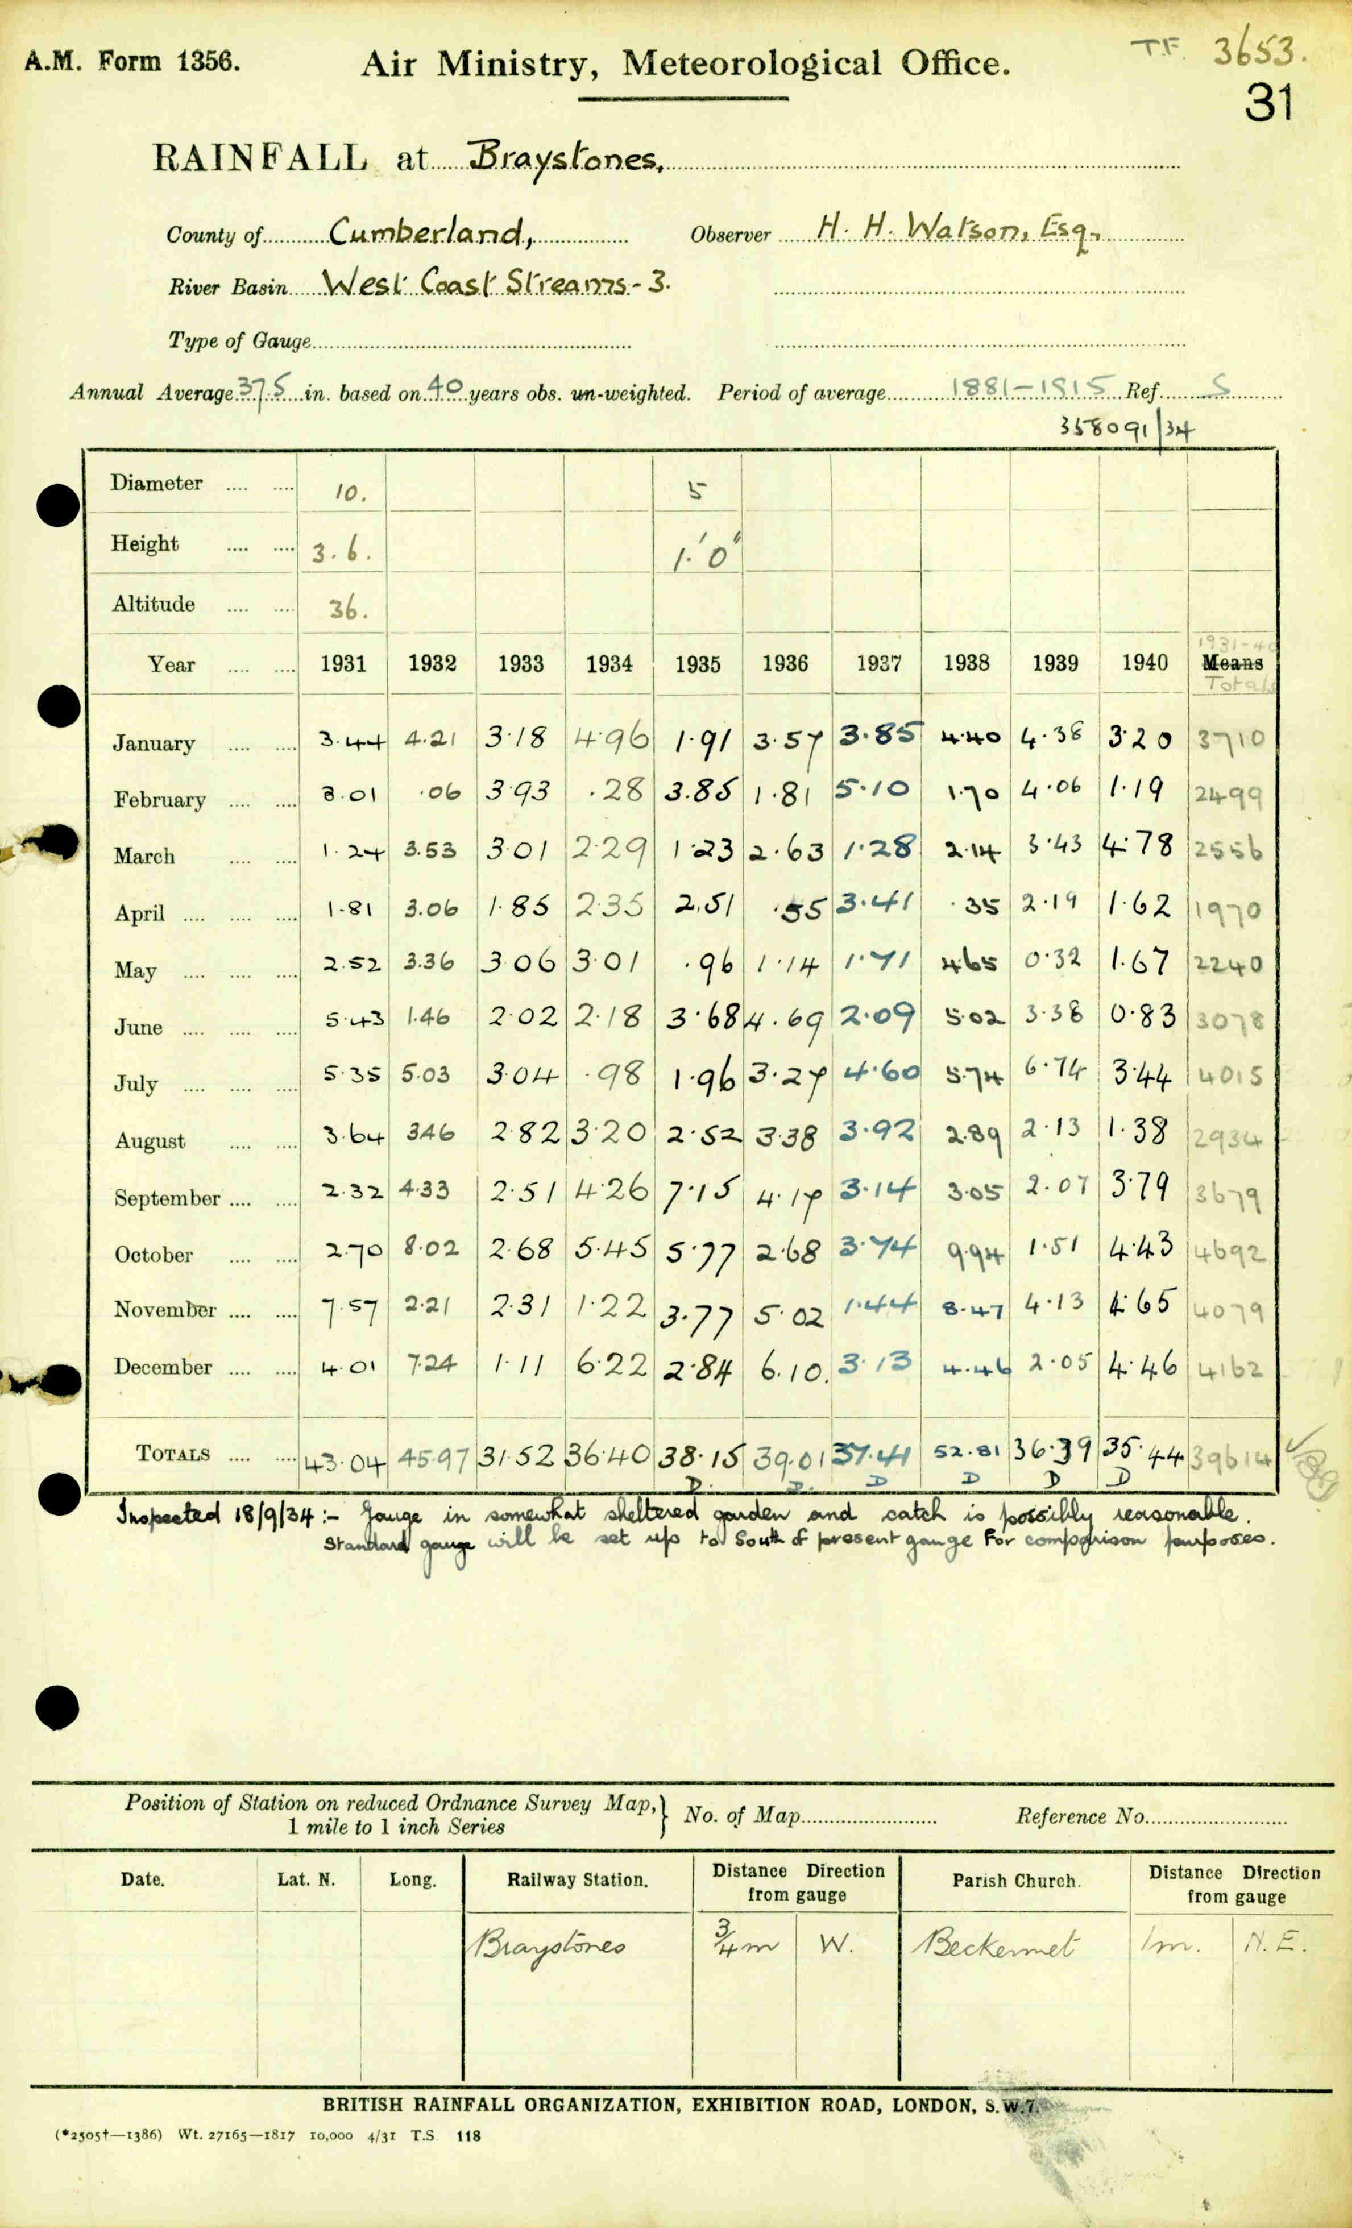 A.M. Form 1356.
Air Ministry, Meteorological Office.
T.F. 3653.
31
RAINFALL at Braystones,
County of Cumberland, Observer H. H. Watson, Esq.,
River Basin West Coast Streams - 3.
Type of Gauge
Annual Average 37.5 in. based on 40 years obs. un-weighted. Period of average 1881-1915 Ref. S
358091/34
Diameter 10. 5
Height 3.6. 1.'0"
Altitude 36.
1931-40
Year 1931 1932 1933 1934 1935 1936 1937 1938 1939 1940 Means
Totals
January 3.44 4.21 3.18 4.96 1.91 3.57 3.85 4.40 4.38 3.20 3710
February 3.01 .06 3.93 .28 3.85 1.81 5.10 1.70 4.06 1.19 2499
March 1.24 3.53 3.01 2.29 1.23 2.63 1.28 2.14 3.43 4.78 2556
April 1.81 3.06 1.85 2.35 2.51 .55 3.41 .35 2.19 1.62 1970
May 2.52 3.36 3.06 3.01 .96 1.14 1.71 4.65 0.32 1.67 2240
June 5.43 1.46 2.02 2.18 3.68 4.69 2.09 5.02 3.38 0.83 3078
July 5.35 5.03 3.04 .98 1.96 3.27 4.60 5.74 6.74 3.44 4015
August 3.64 3.46 2.82 3.20 2.52 3.38 3.92 2.89 2.13 1.38 2934
September 2.32 4.33 2.51 4.26 7.15 4.17 3.14 3.05 2.07 3.79 3679
October 2.70 8.02 2.68 5.45 5.77 2.68 3.74 9.94 1.51 4.43 4692
November 7.57 2.21 2.31 1.22 3.77 5.02 1.44 8.47 4.13 4.65 4079
December 4.01 7.24 1.11 6.22 2.84 6.10. 3.13 4.46 2.05 4.46 4162
TOTALS 43.04 45.97 31.52 36.40 38.15 39.01 37.41 52.81 36.39 35.44 39614
D. D. D D D D
Inspected 18/9/34 :- Gauge in somewhat sheltered garden and catch is possibly reasonable.
Standard gauge will be set up to South of present gauge for comparison purposes.
Position of Station on reduced Ordnance Survey Map,} No. of Map Reference No.
1 mile to 1 inch Series
Date. Lat. N. Long. Railway Station. Distance Direction from gauge Parish Church. Distance Direction from gauge
Braystones 3/4 m W. Beckermet 1m. N.E.
BRITISH RAINFALL ORGANIZATION, EXHIBITION ROAD, LONDON, S.W.7.
(*2505†—1386) Wt. 27165—1817 10,000 4/31 T.S. 118